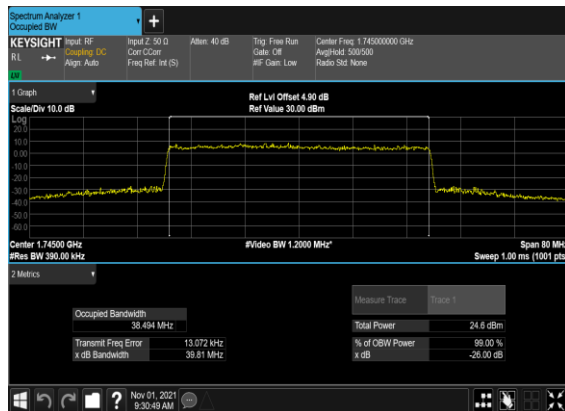 Spectrum Analyzer 1
Occupied BW
+
KEYSIGHT
RL
Input: RF
Coupling: DC
Align: Auto
Input Z: 50 Ω
Corr CCorr
Freq Ref: Int (S)
Atten: 40 dB
Trig: Free Run
Gate: Off
#IF Gain: Low
Center Freq: 1.745000000 GHz
Avg|Hold: 500/500
Radio Std: None
LW
1 Graph
Scale/Div 10.0 dB
Ref Lvl Offset 4.90 dB
Ref Value 30.00 dBm
Log
20.0
10.0
0.00
-10.0
-20.0
-30.0
-40.0
-50.0
-60.0
Center 1.74500 GHz
#Res BW 390.00 kHz
#Video BW 1.2000 MHz*
Span 80 MHz
Sweep 1.00 ms (1001 pts)
2 Metrics
Measure Trace Trace 1
Occupied Bandwidth
38.494 MHz
Total Power 24.6 dBm
Transmit Freq Error 13.072 kHz
% of OBW Power 99.00 %
x dB Bandwidth 39.81 MHz
x dB -26.00 dB
?
Nov 01, 2021
9:30:49 AM